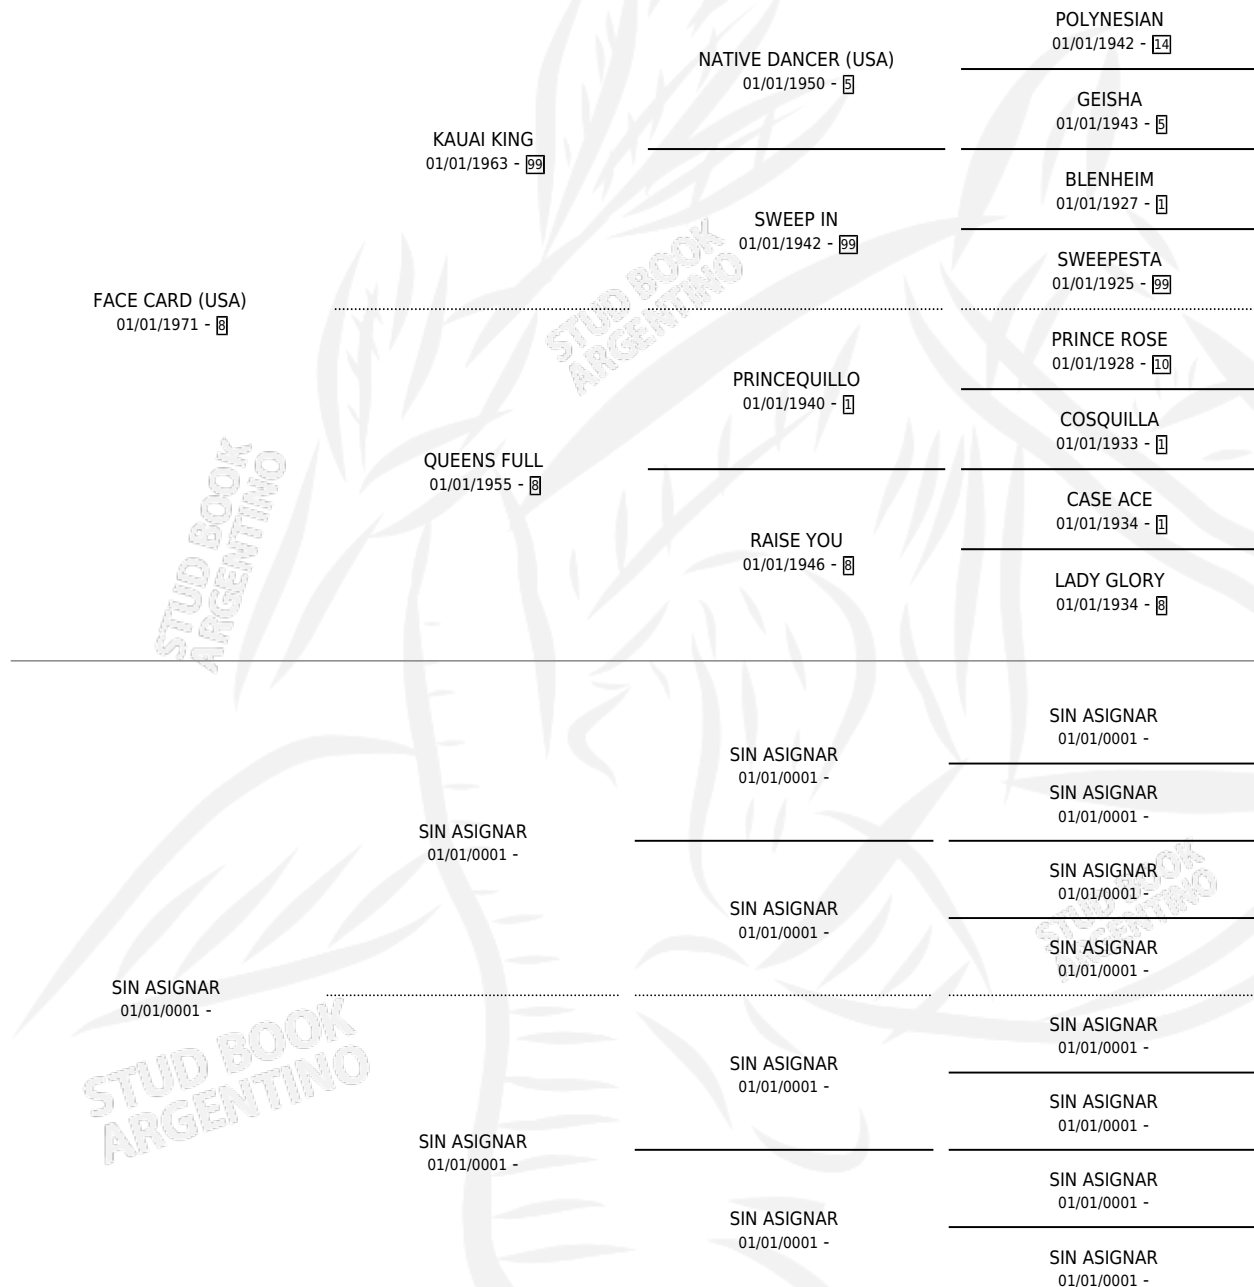 POLYNESIAN
01/01/1942 - 14
NATIVE DANCER (USA)
01/01/1950 - 5
GEISHA
01/01/1943 - 5
KAUAI KING
01/01/1963 - 99
BLENHEIM
01/01/1927 - 1
SWEEP IN
01/01/1942 - 99
SWEEPESTA
01/01/1925 - 99
FACE CARD (USA)
01/01/1971 - 8
PRINCE ROSE
01/01/1928 - 10
PRINCEQUILLO
01/01/1940 - 1
COSQUILLA
01/01/1933 - 1
QUEENS FULL
01/01/1955 - 8
CASE ACE
01/01/1934 - 1
RAISE YOU
01/01/1946 - 8
LADY GLORY
01/01/1934 - 8
STUD BOOK
ARGENTINO
STUD BOOK
ARGENTINO
SIN ASIGNAR
01/01/0001 -
SIN ASIGNAR
01/01/0001 -
SIN ASIGNAR
01/01/0001 -
SIN ASIGNAR
01/01/0001 -
SIN ASIGNAR
01/01/0001 -
SIN ASIGNAR
01/01/0001 -
SIN ASIGNAR
01/01/0001 -
SIN ASIGNAR
01/01/0001 -
SIN ASIGNAR
01/01/0001 -
SIN ASIGNAR
01/01/0001 -
SIN ASIGNAR
01/01/0001 -
SIN ASIGNAR
01/01/0001 -
SIN ASIGNAR
01/01/0001 -
SIN ASIGNAR
01/01/0001 -
SIN ASIGNAR
01/01/0001 -
STUD BOOK
ARGENTINO
STUD BOOK
ARGENTINO